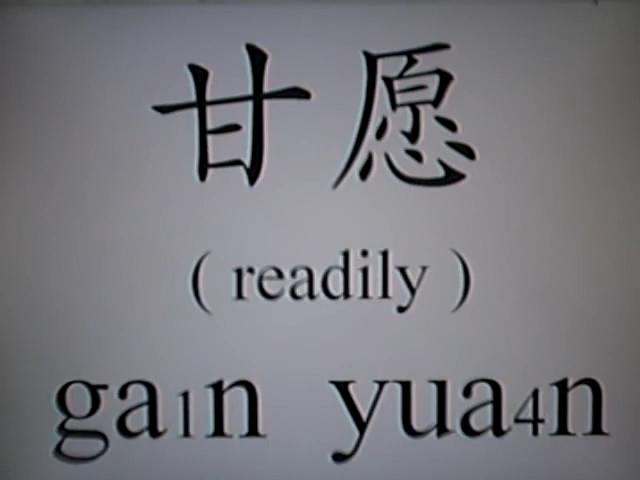 甘愿
( readily )
ga1n yua4n